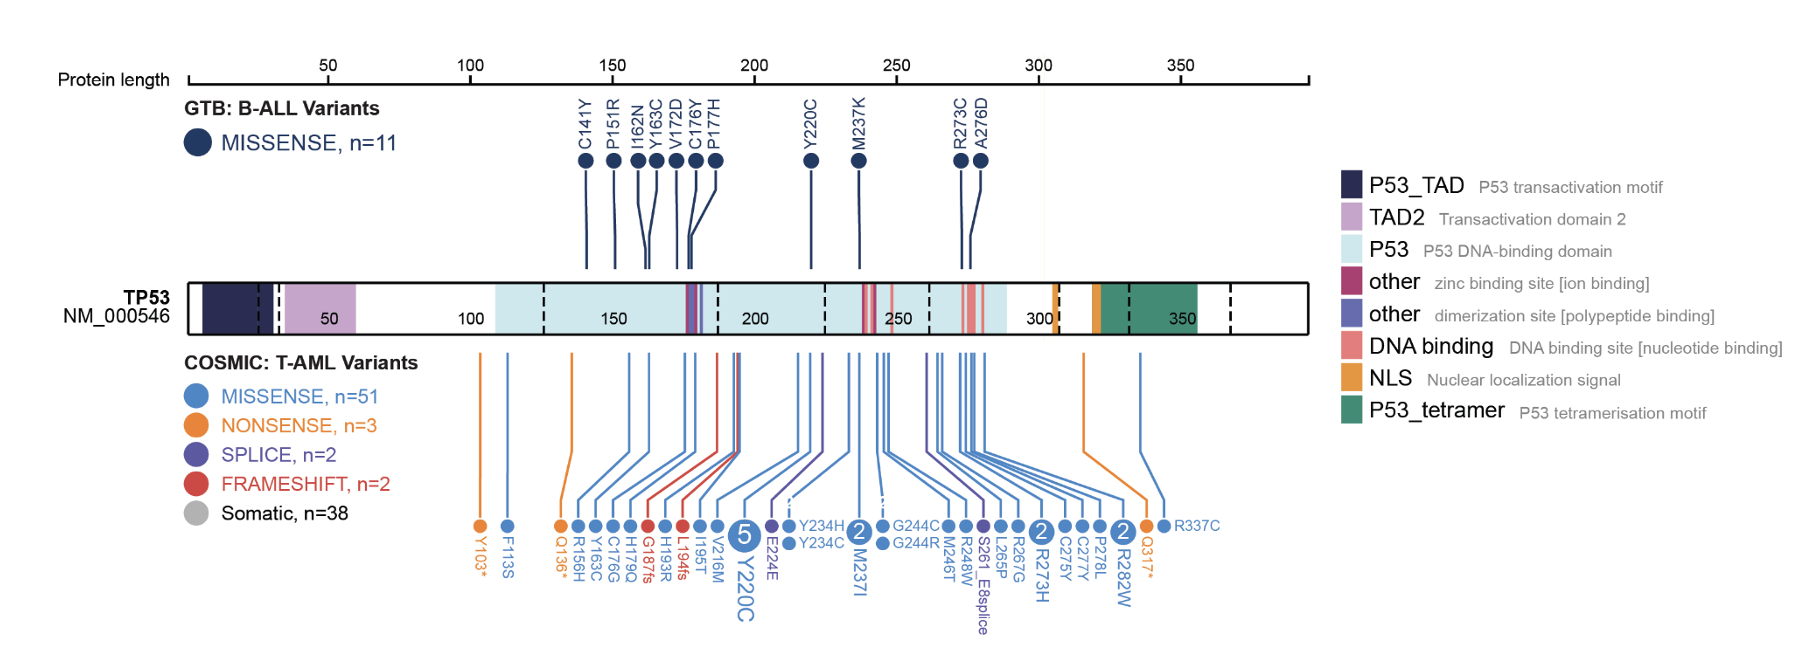 50 100 150 200 250 300 350
Protein length
GTB: B-ALL Variants
MISSENSE, n=11
C141Y
P151R
I162N
Y163C
V172D
C176Y
P177H
Y220C
M237K
R273C
A276D
P53_TAD P53 transactivation motif
TAD2 Transactivation domain 2
P53 P53 DNA-binding domain
other zinc binding site [ion binding]
other dimerization site [polypeptide binding]
DNA binding DNA binding site [nucleotide binding]
NLS Nuclear localization signal
P53_tetramer P53 tetramerisation motif
TP53
NM_000546
50 100 150 200 250 300 350
COSMIC: T-AML Variants
MISSENSE, n=51
NONSENSE, n=3
SPLICE, n=2
FRAMESHIFT, n=2
Somatic, n=38
Y103*
F113S
Q136*
R156H
Y163C
C176G
H179Q
G187fs
H193R
L194fs
I195T
V216M
5
Y220C
E224E
Y234H
Y234C
2
M237I
G244C
G244R
M246T
R248W
S261_E8splice
L265P
R267G
2
R273H
C275Y
C277Y
P278L
2
R282W
Q317*
R337C